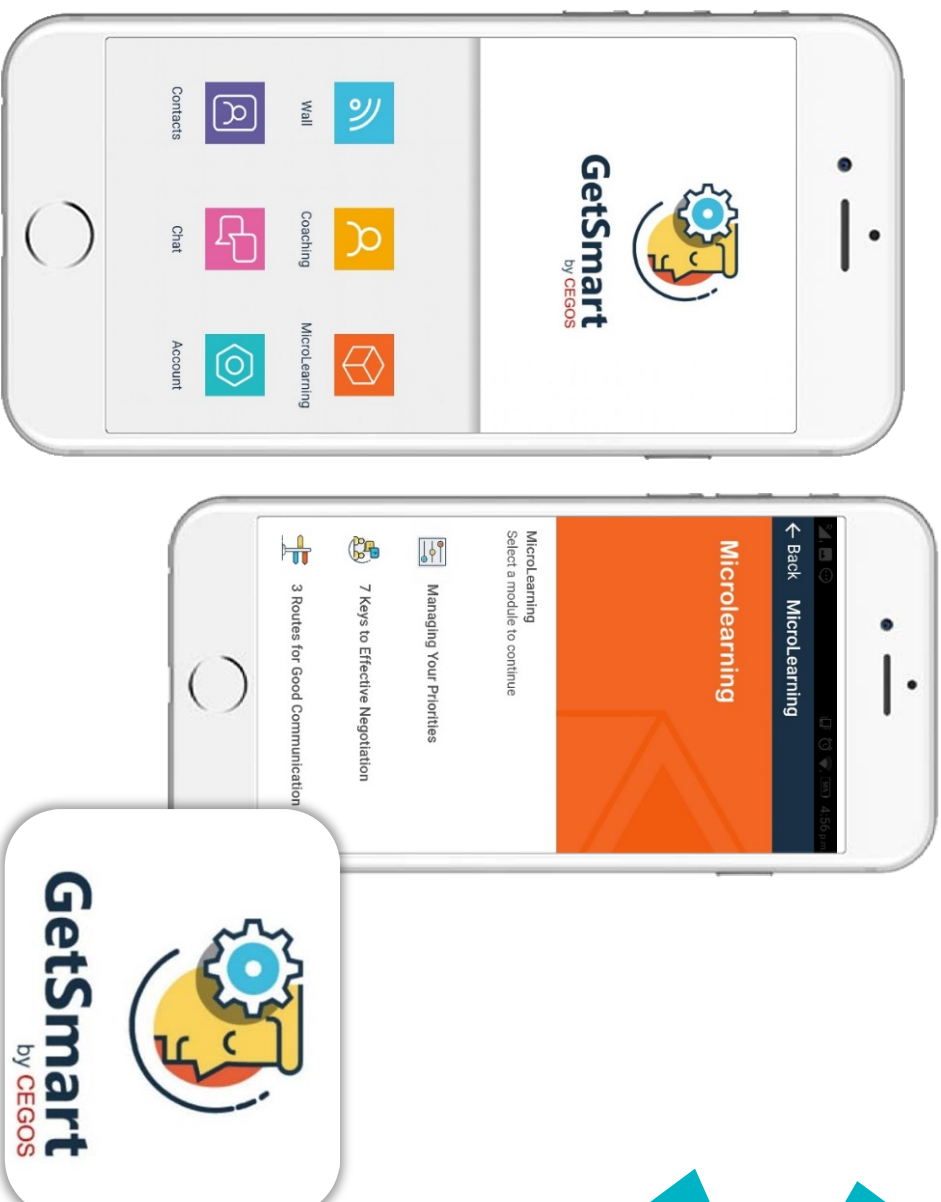 GetSmart
by CEGOS
Wall
Coaching
MicroLearning
Contacts
Chat
Account
4:56 p.m.
← Back MicroLearning
Microlearning
MicroLearning
Select a module to continue
Managing Your Priorities
7 Keys to Effective Negotiation
3 Routes for Good Communication
GetSmart
by CEGOS